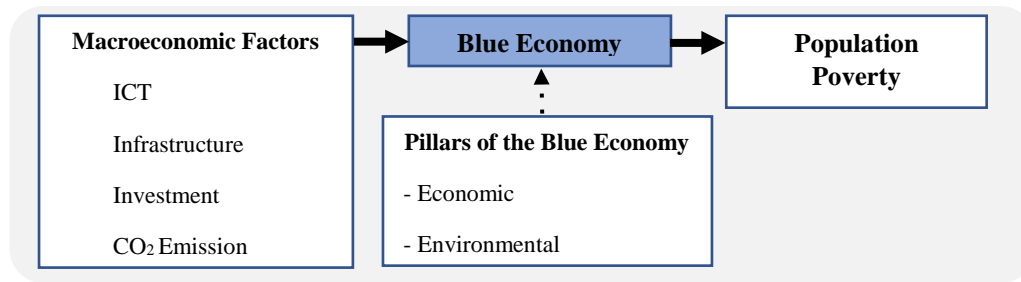 Macroeconomic Factors
ICT
Infrastructure
Investment
CO₂ Emission
Blue Economy
Pillars of the Blue Economy
- Economic
- Environmental
Population
Poverty